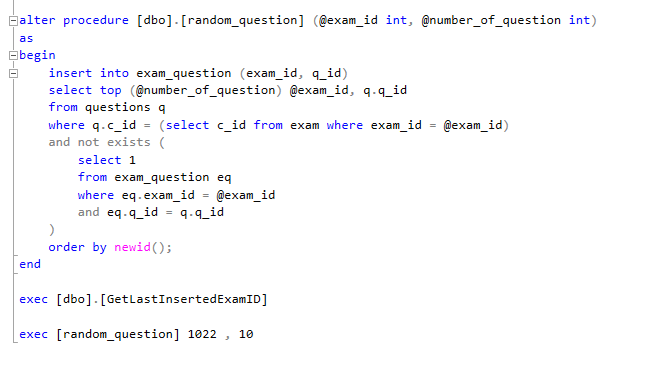 alter procedure [dbo].[random_question] (@exam_id int, @number_of_question int)
as
begin
insert into exam_question (exam_id, q_id)
select top (@number_of_question) @exam_id, q.q_id
from questions q
where q.c_id = (select c_id from exam where exam_id = @exam_id)
and not exists (
select 1
from exam_question eq
where eq.exam_id = @exam_id
and eq.q_id = q.q_id
)
order by newid();
end
exec [dbo].[GetLastInsertedExamID]
exec [random_question] 1022 , 10